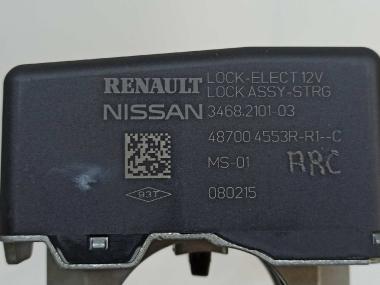 RENAULT LOCK-ELECT 12V
LOCK ASSY-STRG
NISSAN 3468.2101-03
48700 4553R-R1--C
MS-01 ARC
93T 080215